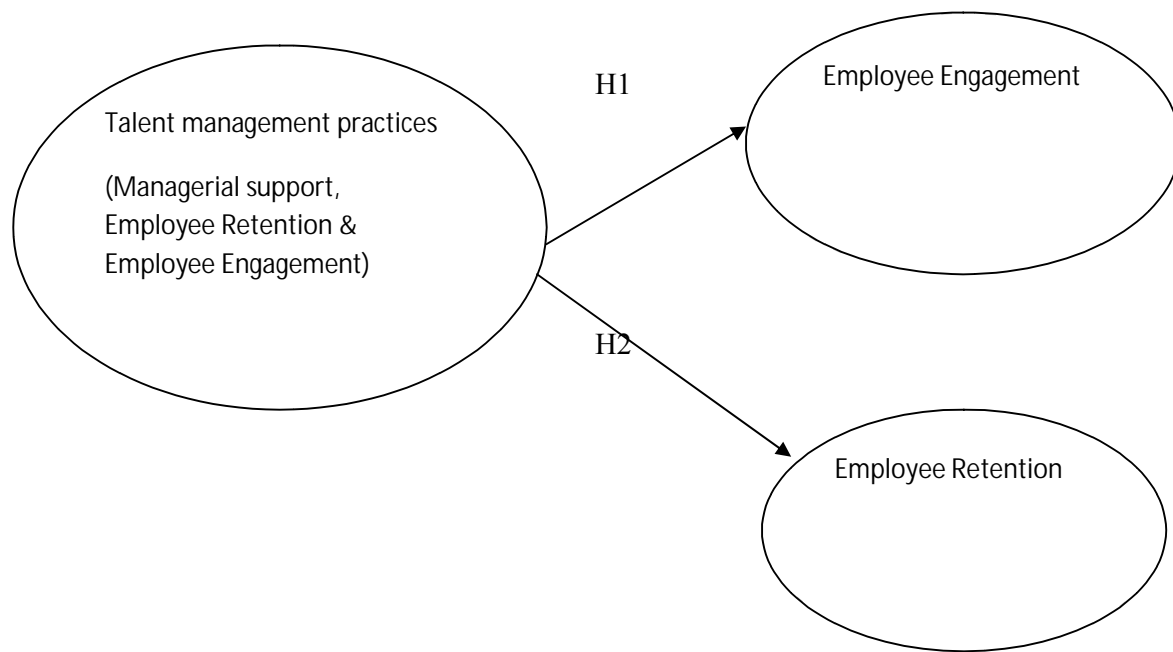 H1
Employee Engagement
Talent management practices
(Managerial support,
Employee Retention &
Employee Engagement)
H2
Employee Retention